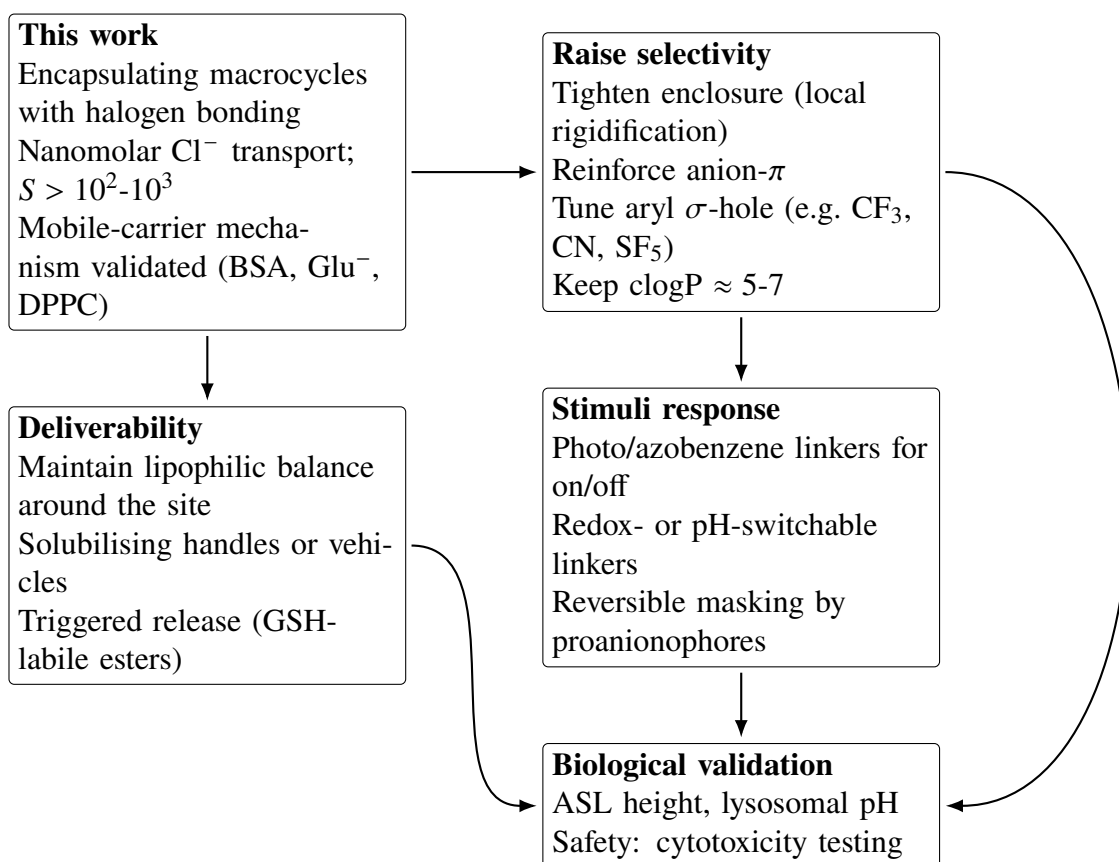 This work
Encapsulating macrocycles
with halogen bonding
Nanomolar Cl⁻ transport;
S > 10²-10³
Mobile-carrier mecha-
nism validated (BSA, Glu⁻,
DPPC)
Raise selectivity
Tighten enclosure (local
rigidification)
Reinforce anion-π
Tune aryl σ-hole (e.g. CF₃,
CN, SF₅)
Keep clogP ≈ 5-7
Deliverability
Maintain lipophilic balance
around the site
Solubilising handles or vehi-
cles
Triggered release (GSH-
labile esters)
Stimuli response
Photo/azobenzene linkers for
on/off
Redox- or pH-switchable
linkers
Reversible masking by
proanionophores
Biological validation
ASL height, lysosomal pH
Safety: cytotoxicity testing